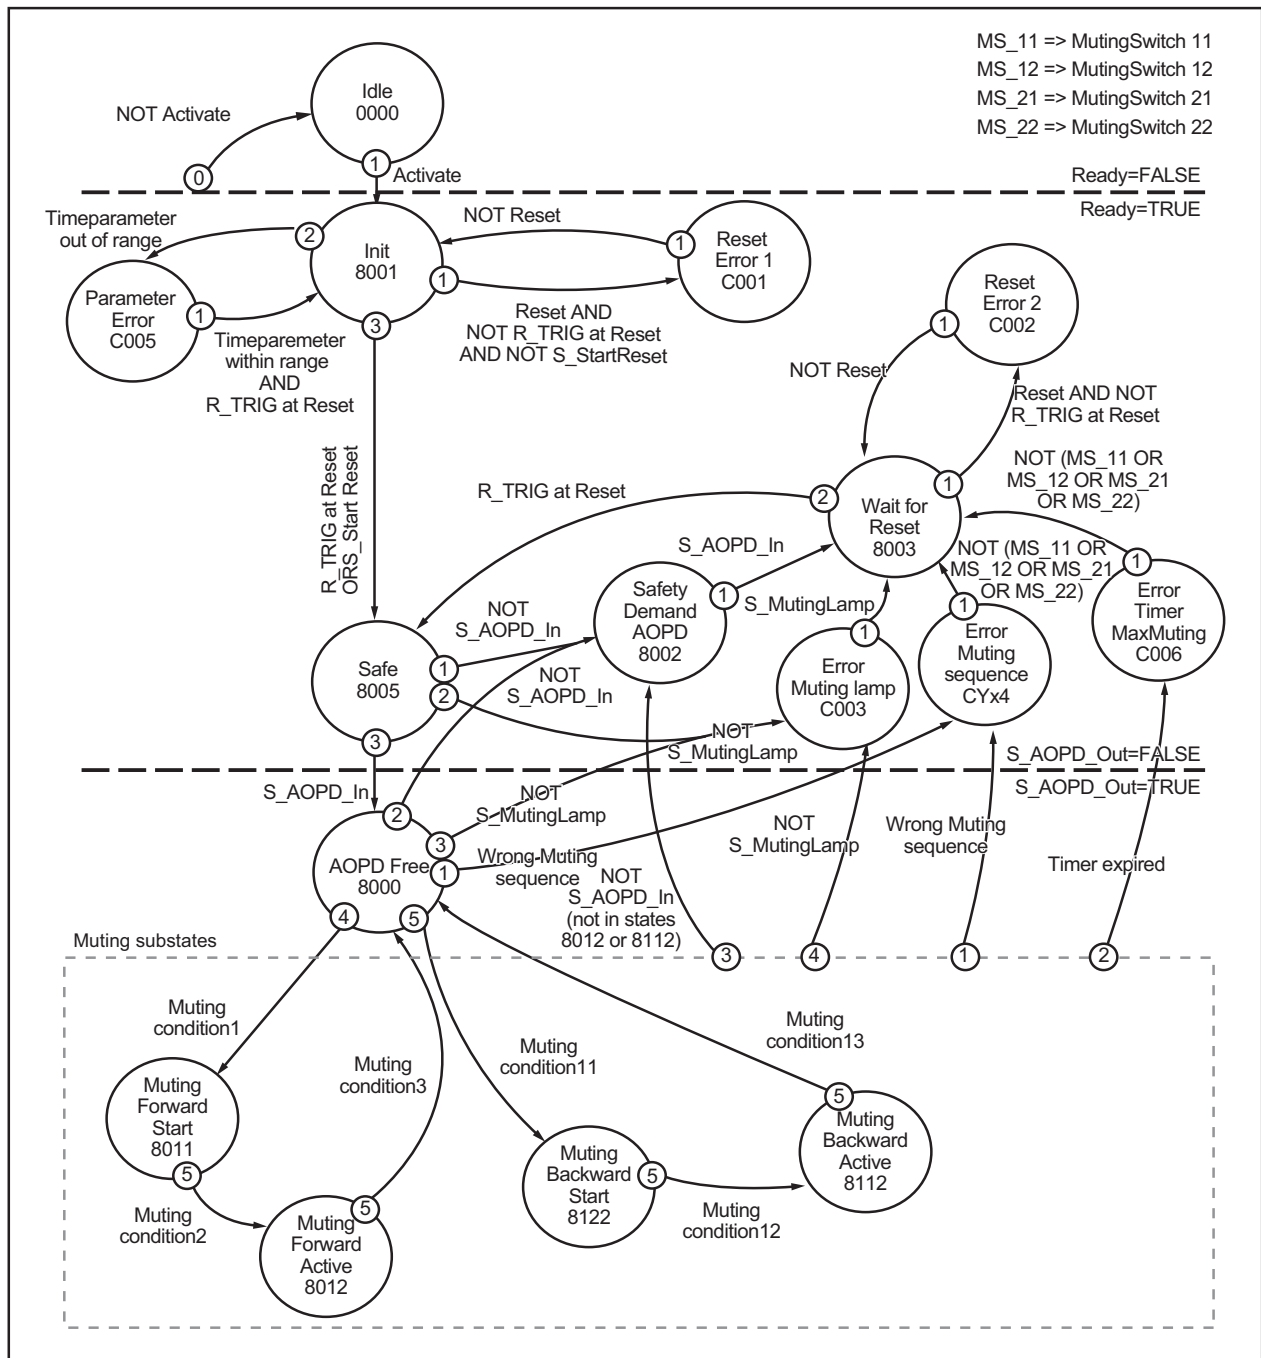 MS_11 => MutingSwitch 11
MS_12 => MutingSwitch 12
MS_21 => MutingSwitch 21
MS_22 => MutingSwitch 22
Idle
0000
NOT Activate
0
1
Activate
Ready=FALSE
Ready=TRUE
Timeparameter
out of range
2
Init
8001
1
3
NOT Reset
1
Reset
Error 1
C001
Parameter
Error
C005
1
Timeparemeter
within range
AND
R_TRIG at Reset
Reset AND
NOT R_TRIG at Reset
AND NOT S_StartReset
Reset
Error 2
C002
1
NOT Reset
Reset AND NOT
R_TRIG at Reset
R_TRIG at Reset
ORS_Start Reset
R_TRIG at Reset
2
1
Wait for
Reset
8003
NOT (MS_11 OR
MS_12 OR MS_21
OR MS_22)
NOT (MS_11 OR
MS_12 OR MS_21
OR MS_22)
S_AOPD_In
Safety
Demand
AOPD
8002
1
S_MutingLamp
1
Error
Muting lamp
C003
1
Error
Muting
sequence
CYx4
1
Error
Timer
MaxMuting
C006
NOT
S_AOPD_In
Safe
8005
1
2
3
NOT
S_AOPD_In
NOT
S_MutingLamp
S_AOPD_Out=FALSE
S_AOPD_Out=TRUE
S_AOPD_In
2
3
1
4
5
AOPD Free
8000
NOT
S_MutingLamp
Wrong Muting
sequence
NOT
S_AOPD_In
(not in states
8012 or 8112)
NOT
S_MutingLamp
Wrong Muting
sequence
Timer expired
3
4
1
2
Muting substates
Muting
condition1
Muting
condition3
Muting
condition11
Muting
condition13
Muting
Forward
Start
8011
5
Muting
condition2
5
Muting
Forward
Active
8012
Muting
Backward
Start
8122
5
Muting
condition12
5
Muting
Backward
Active
8112